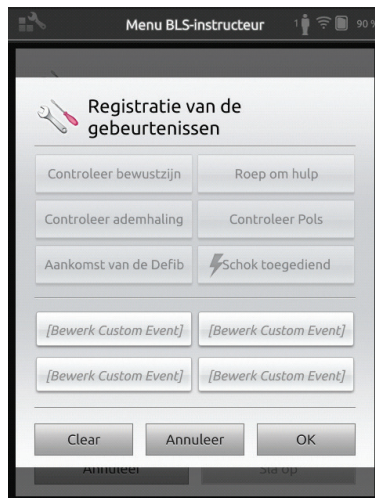 Menu BLS-instructeur 1 90 %
Registratie van de
gebeurtenissen
Controleer bewustzijn Roep om hulp
Controleer ademhaling Controleer Pols
Aankomst van de Defib Schok toegediend
[Bewerk Custom Event] [Bewerk Custom Event]
[Bewerk Custom Event] [Bewerk Custom Event]
Clear Annuleer OK
Annuleer Sla op